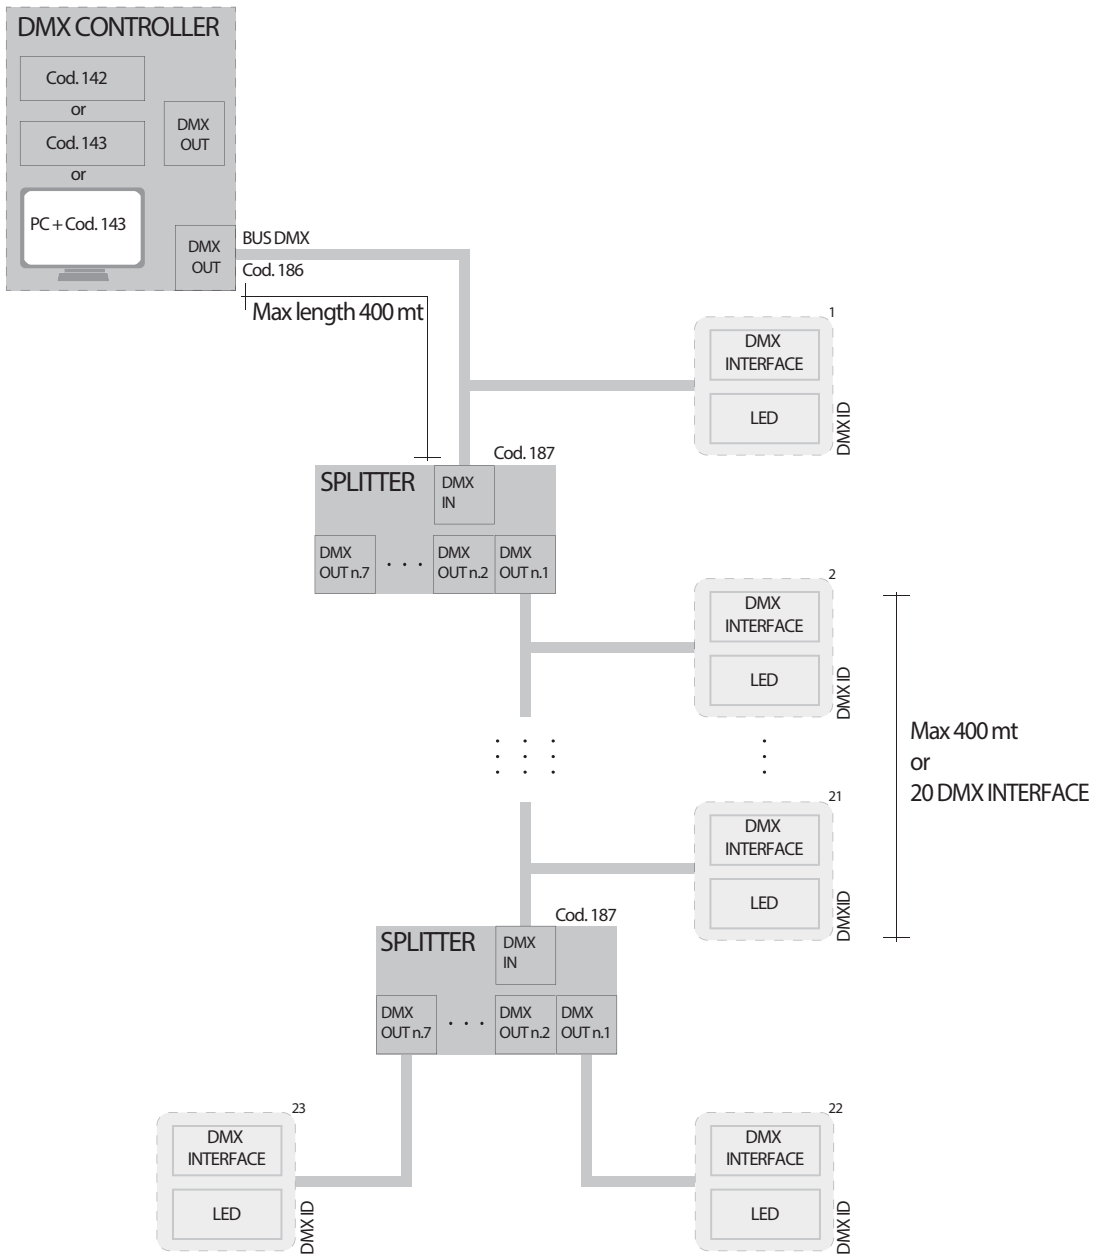 DMX CONTROLLER
Cod. 142
or
Cod. 143
or
PC + Cod. 143
DMX
OUT
DMX
OUT
BUS DMX
Cod. 186
Max length 400 mt
1
DMX
INTERFACE
LED
DMX ID
Cod. 187
SPLITTER
DMX
IN
DMX
OUT n.7
. . .
DMX
OUT n.2
DMX
OUT n.1
2
DMX
INTERFACE
LED
DMX ID
Max 400 mt
or
20 DMX INTERFACE
21
DMX
INTERFACE
LED
DMXID
Cod. 187
SPLITTER
DMX
IN
DMX
OUT n.7
. . .
DMX
OUT n.2
DMX
OUT n.1
23
DMX
INTERFACE
LED
DMX ID
22
DMX
INTERFACE
LED
DMX ID